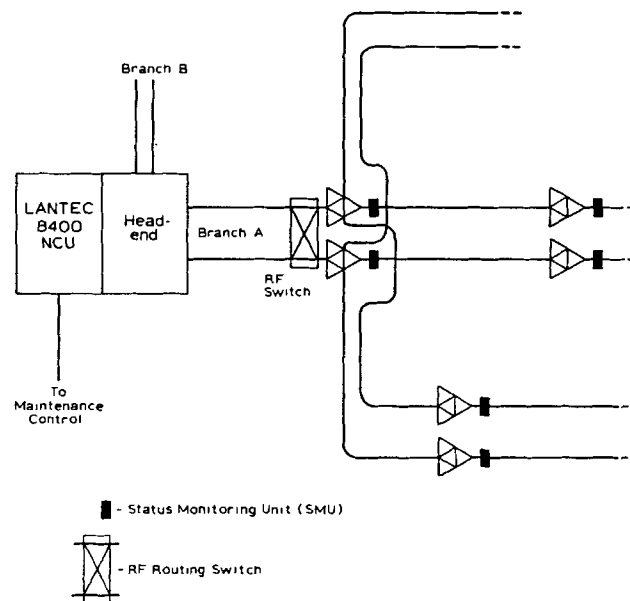 Branch B
LANTEC
8400
NCU
Head-
end
Branch A
RF
Switch
To
Maintenance
Control
- Status Monitoring Unit (SMU)
- RF Routing Switch